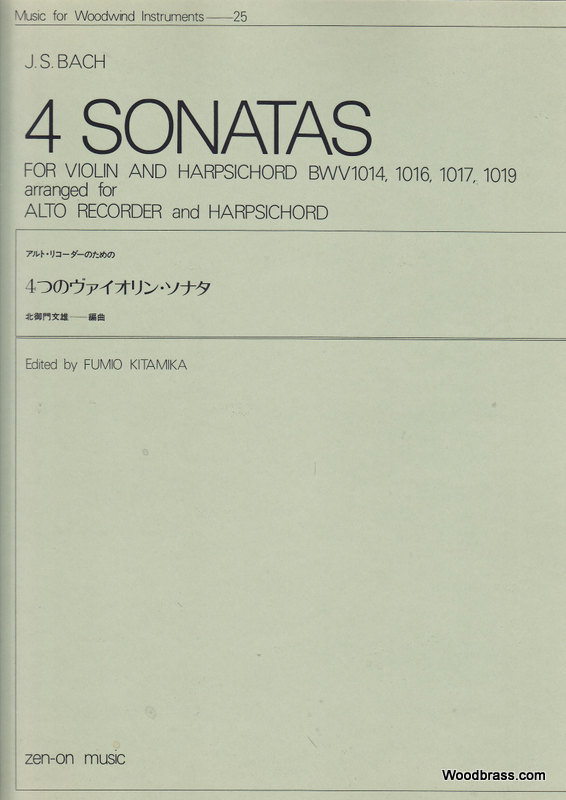 Music for Woodwind Instruments——25
J.S.BACH
4 SONATAS
FOR VIOLIN AND HARPSICHORD BWV1014, 1016, 1017, 1019
arranged for
ALTO RECORDER and HARPSICHORD
アルト・リコーダーのための
4つのヴァイオリン・ソナタ
北御門文雄——編曲
Edited by FUMIO KITAMIKA
zen-on music
Woodbrass.com